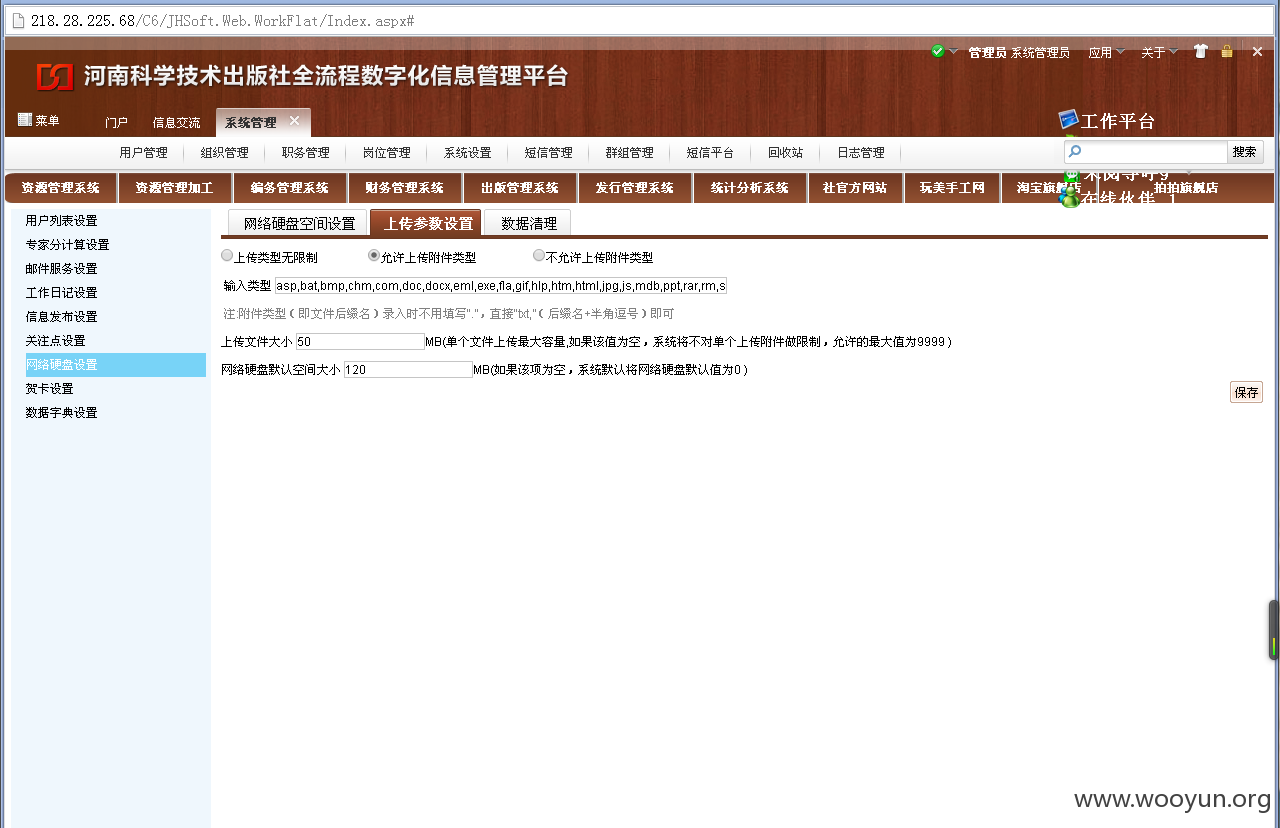 218.28.225.68/C6/JHSoft.Web.WorkFlat/Index.aspx#
管理员 系统管理员 应用 关于
河南科学技术出版社全流程数字化信息管理平台
菜单 门户 信息交流 系统管理 工作平台
用户管理 组织管理 职务管理 岗位管理 系统设置 短信管理 群组管理 短信平台 回收站 日志管理 搜索
资源管理系统 资源管理加工 编务管理系统 财务管理系统 出版管理系统 发行管理系统 统计分析系统 社官方网站 玩美手工网 淘宝旗舰店 拍拍旗舰店
在线伙伴 1
用户列表设置
专家分计算设置
邮件服务设置
工作日记设置
信息发布设置
关注点设置
网络硬盘设置
贺卡设置
数据字典设置
网络硬盘空间设置 上传参数设置 数据清理
上传类型无限制 允许上传附件类型 不允许上传附件类型
输入类型 asp,bat,bmp,chm,com,doc,docx,eml,exe,fla,gif,hlp,htm,html,jpg,js,mdb,ppt,rar,rm,s
注:附件类型（即文件后缀名）录入时不用填写"."，直接"txt,"（后缀名+半角逗号）即可
上传文件大小 50 MB(单个文件上传最大容量,如果该值为空，系统将不对单个上传附件做限制，允许的最大值为9999）
网络硬盘默认空间大小 120 MB(如果该项为空，系统默认将网络硬盘默认值为0）
保存
www.wooyun.org